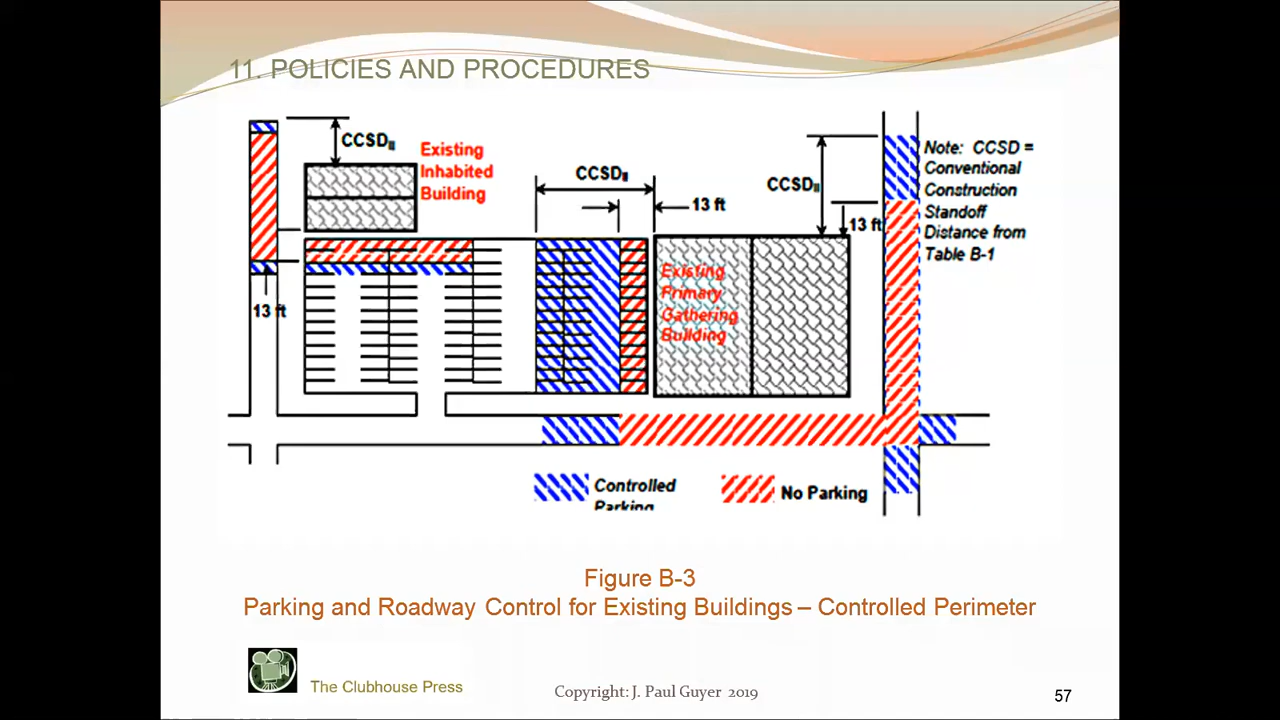 11. POLICIES AND PROCEDURES
CCSD
Existing
Inhabited
Building
CCSD
13 ft
CCSD
13 ft
Note: CCSD =
Conventional
Construction
Standoff
Distance from
Table B-1
Existing
Primary
Gathering
Building
13 ft
Controlled
Parking
No Parking
Figure B-3
Parking and Roadway Control for Existing Buildings – Controlled Perimeter
The Clubhouse Press
Copyright: J. Paul Guyer 2019
57